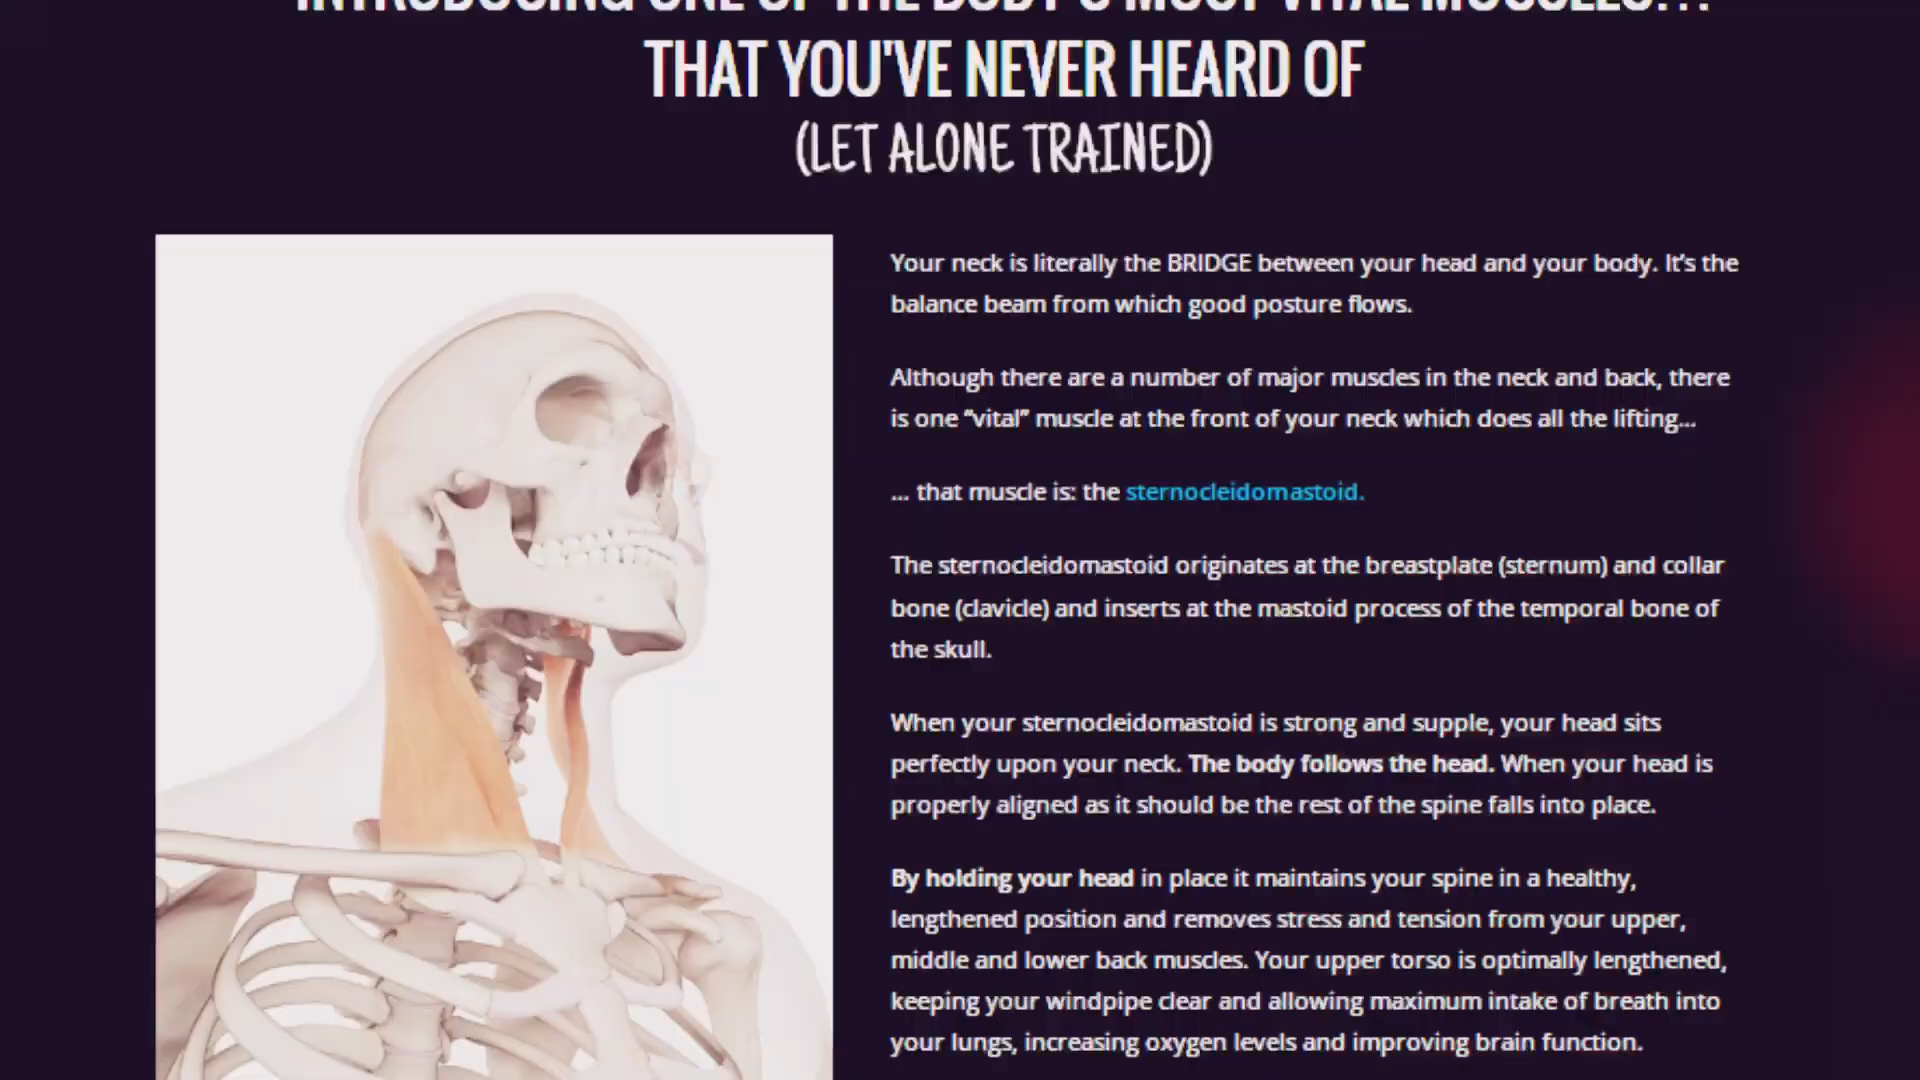 INTRODUCING ONE OF THE BODY'S MOST VITAL MUSCLES...
THAT YOU'VE NEVER HEARD OF
(LET ALONE TRAINED)
Your neck is literally the BRIDGE between your head and your body. It's the
balance beam from which good posture flows.
Although there are a number of major muscles in the neck and back, there
is one “vital” muscle at the front of your neck which does all the lifting...
... that muscle is: the sternocleidomastoid.
The sternocleidomastoid originates at the breastplate (sternum) and collar
bone (clavicle) and inserts at the mastoid process of the temporal bone of
the skull.
When your sternocleidomastoid is strong and supple, your head sits
perfectly upon your neck. The body follows the head. When your head is
properly aligned as it should be the rest of the spine falls into place.
By holding your head in place it maintains your spine in a healthy,
lengthened position and removes stress and tension from your upper,
middle and lower back muscles. Your upper torso is optimally lengthened,
keeping your windpipe clear and allowing maximum intake of breath into
your lungs, increasing oxygen levels and improving brain function.